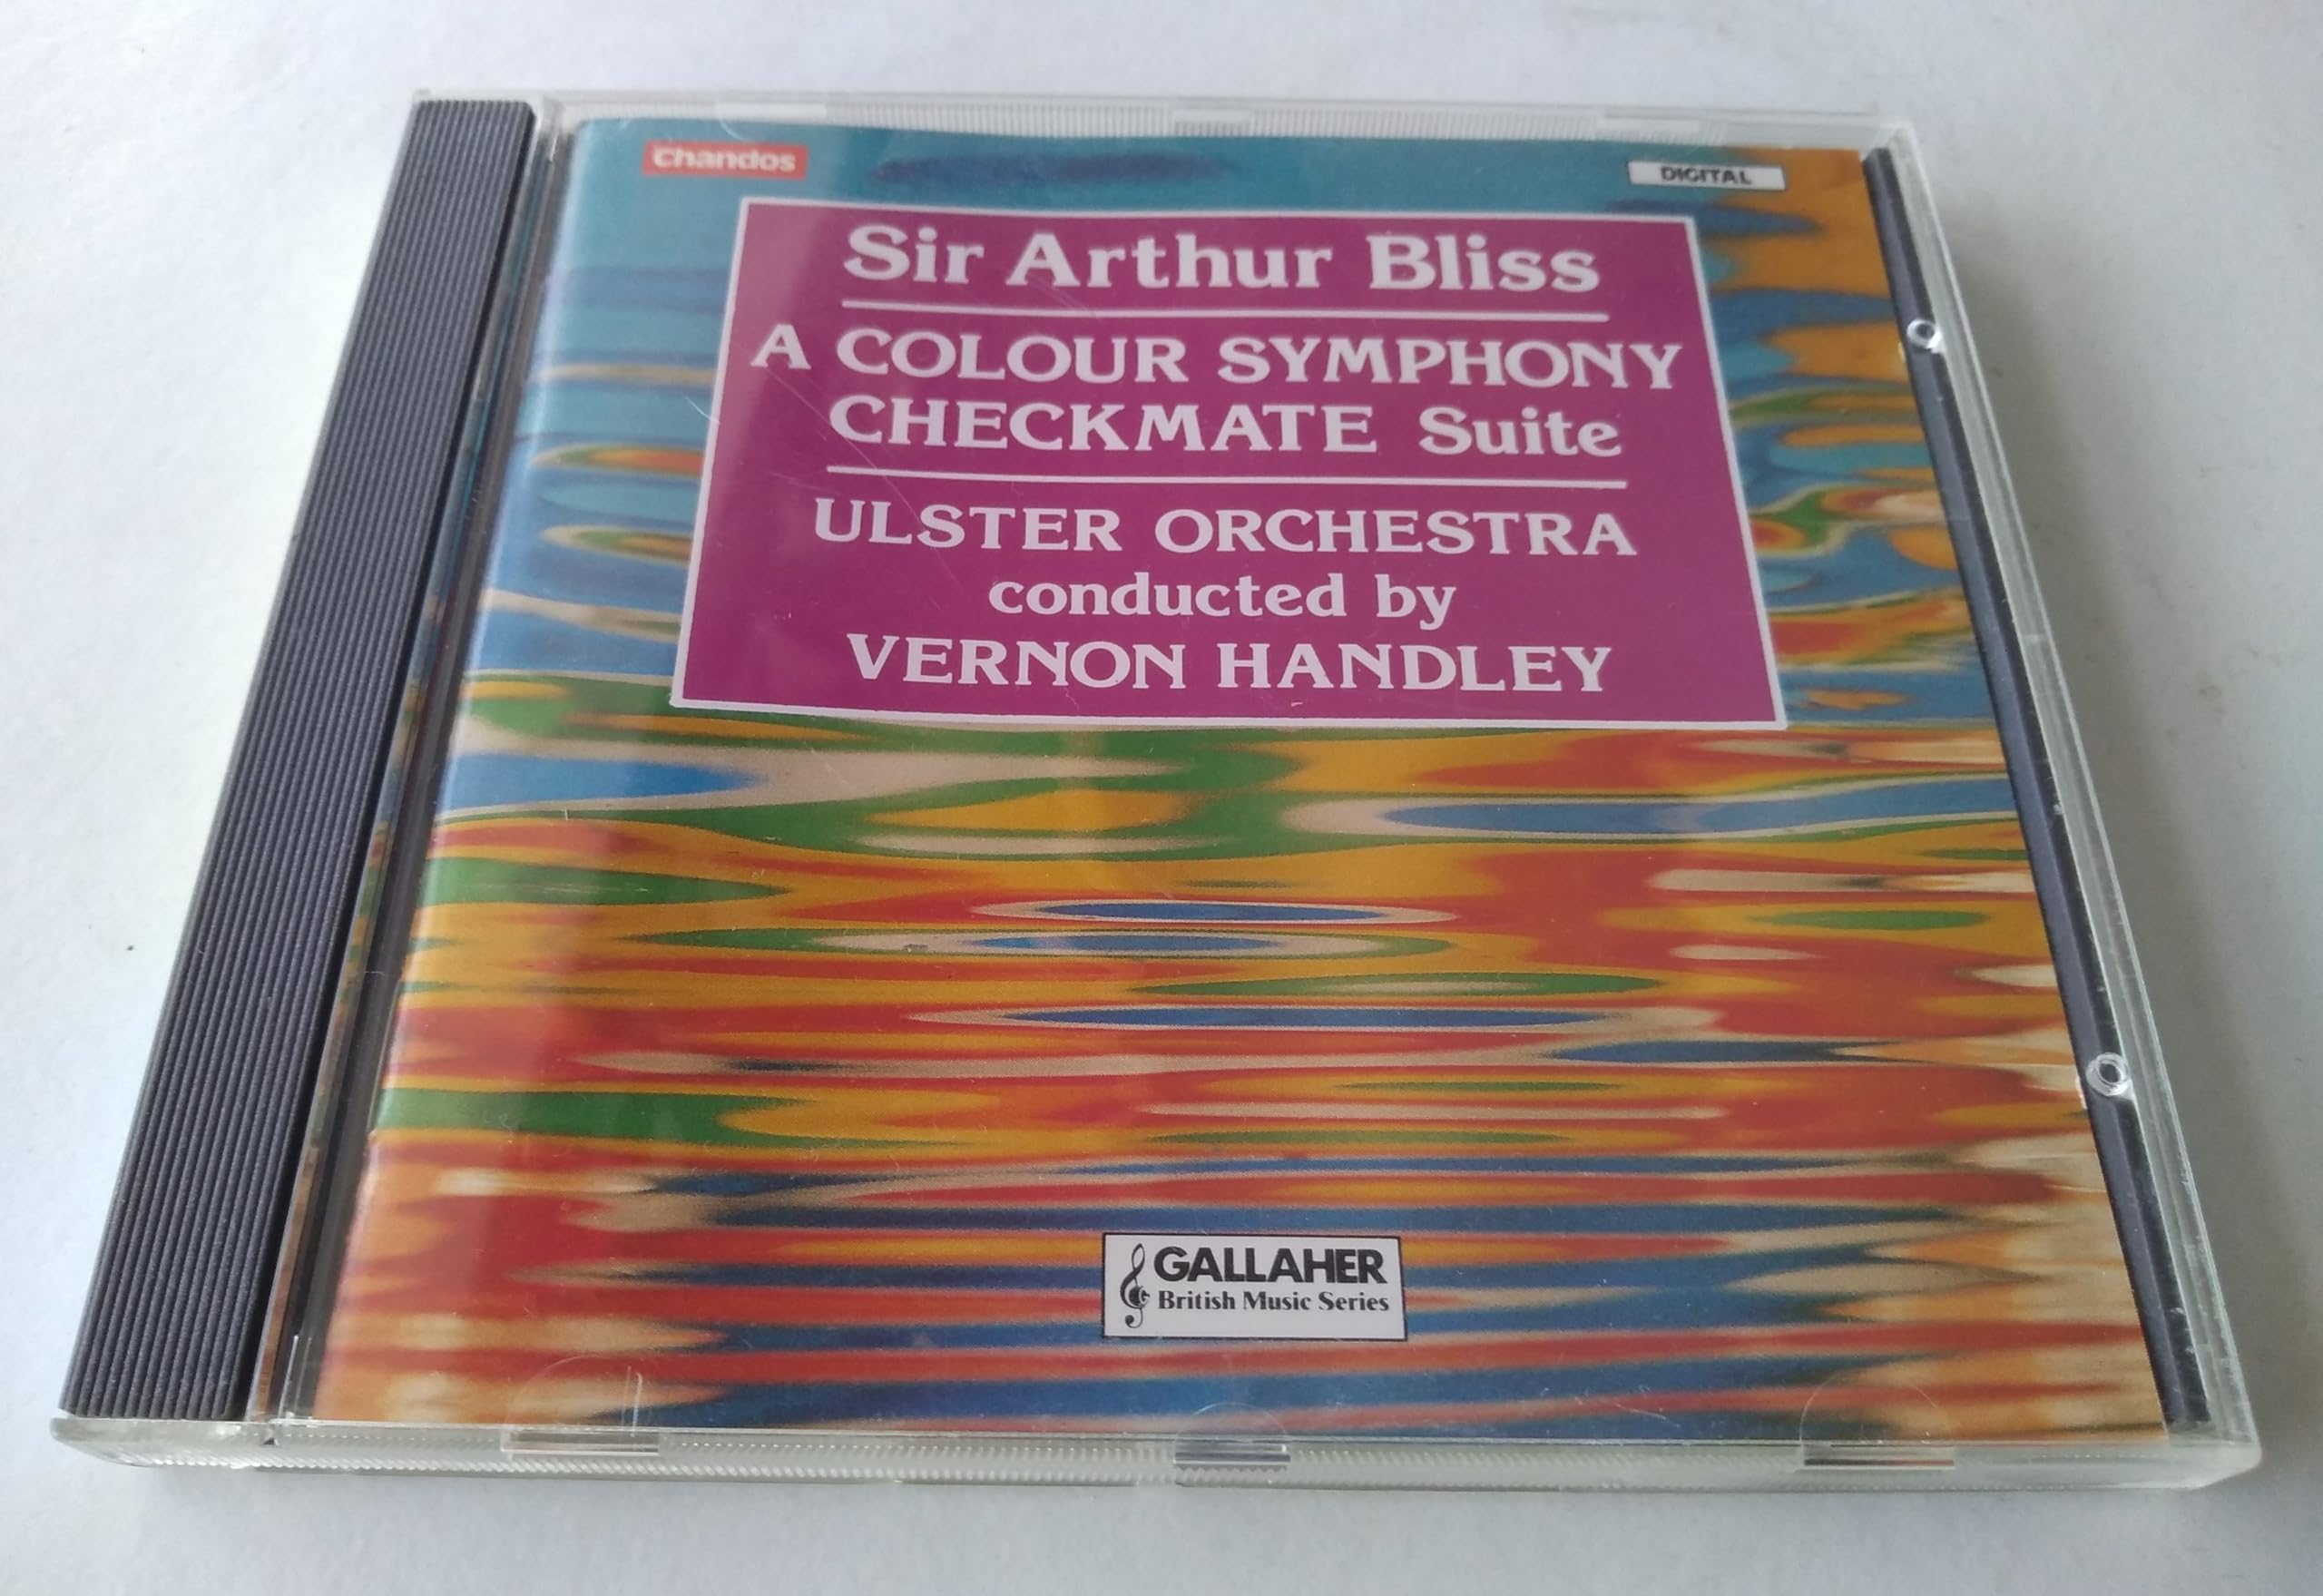 Chandos
DIGITAL
Sir Arthur Bliss
A COLOUR SYMPHONY
CHECKMATE Suite
ULSTER ORCHESTRA
conducted by
VERNON HANDLEY
GALLAHER
British Music Series